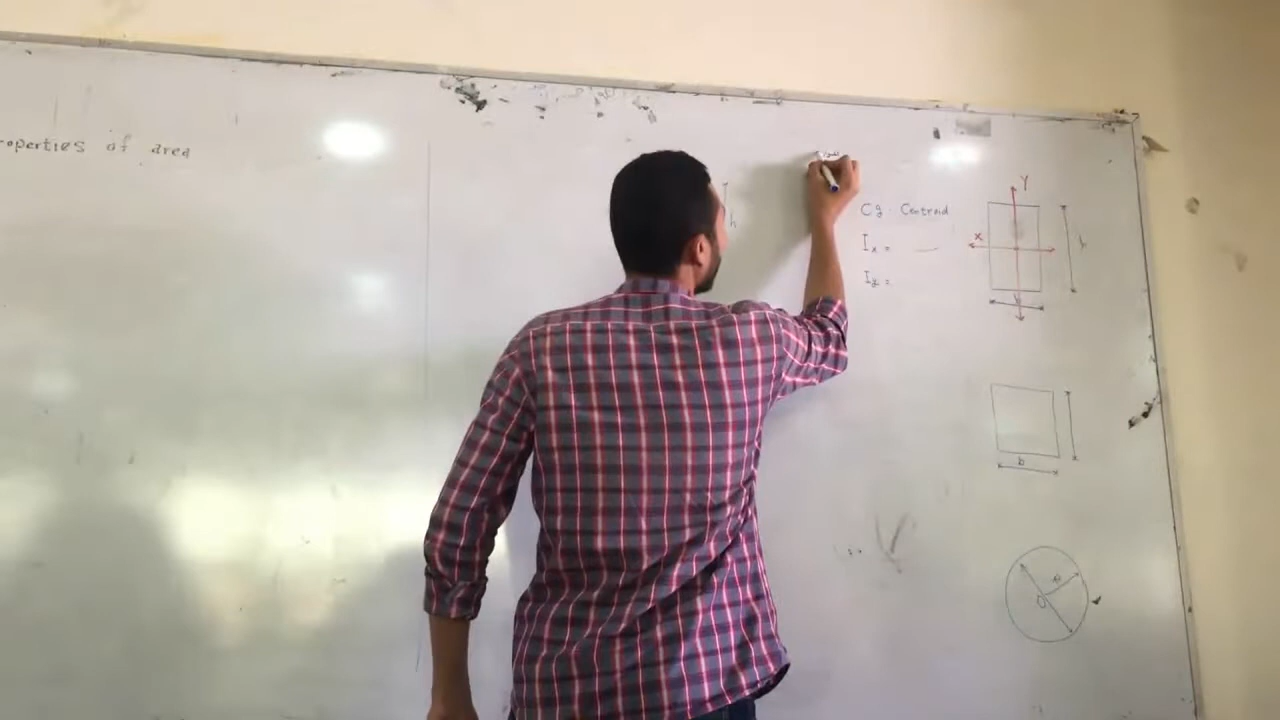 roperties of area
h
Cg. Centroid
Ix =
Iy =
Y
X
b